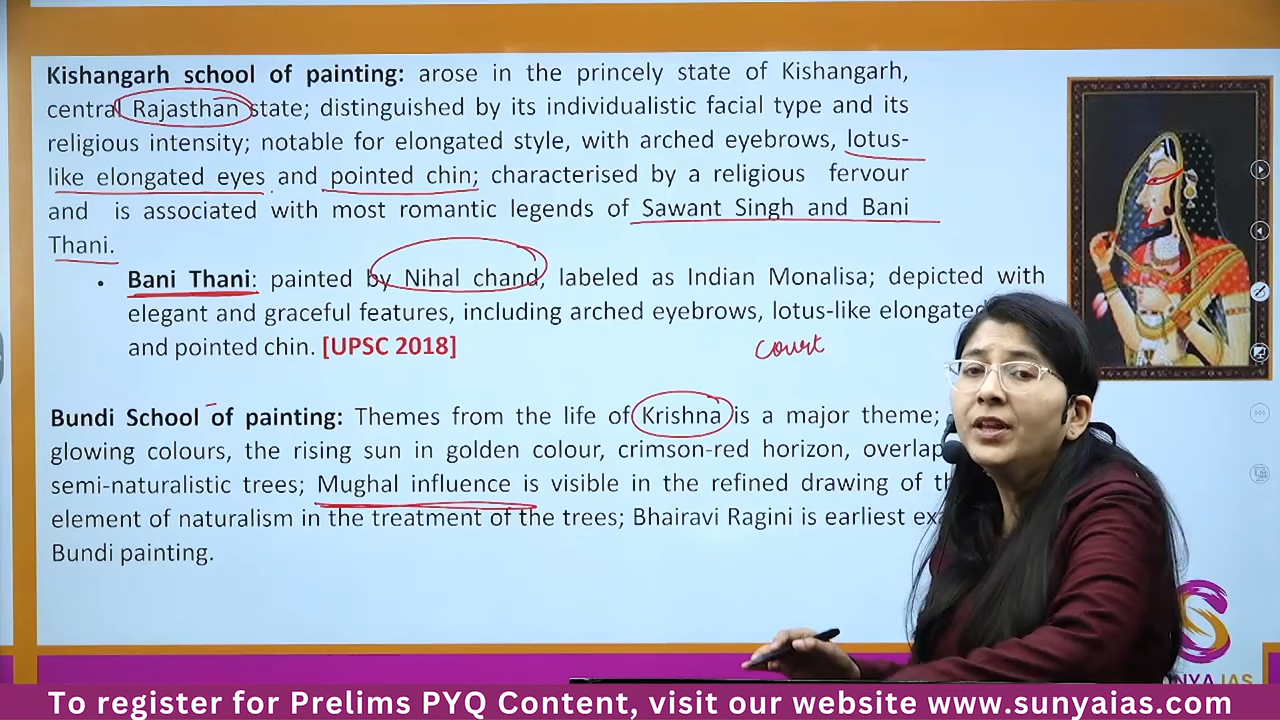 Kishangarh school of painting: arose in the princely state of Kishangarh,
central Rajasthan state; distinguished by its individualistic facial type and its
religious intensity; notable for elongated style, with arched eyebrows, lotus-
like elongated eyes and pointed chin; characterised by a religious fervour
and is associated with most romantic legends of Sawant Singh and Bani
Thani.
• Bani Thani: painted by Nihal chand, labeled as Indian Monalisa; depicted with
elegant and graceful features, including arched eyebrows, lotus-like elongated
and pointed chin. [UPSC 2018]
court
Bundi School of painting: Themes from the life of Krishna is a major theme;
glowing colours, the rising sun in golden colour, crimson-red horizon,
semi-naturalistic trees; Mughal influence is visible in the refined drawing of
element of naturalism in the treatment of the trees; Bhairavi Ragini is earliest
Bundi painting.
To register for Prelims PYQ Content, visit our website www.sunyaias.com